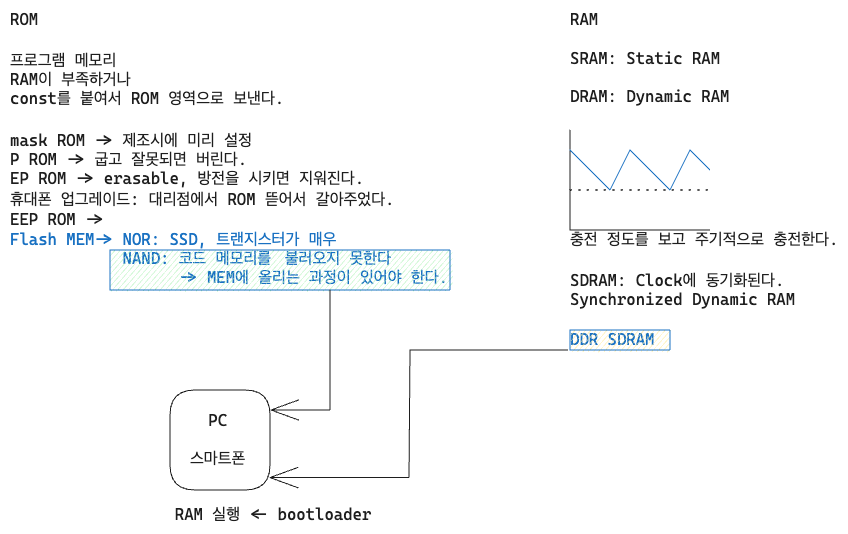 ROM
프로그램 메모리
RAM이 부족하거나
const를 붙여서 ROM 영역으로 보낸다.
mask ROM → 제조시에 미리 설정
P ROM → 굽고 잘못되면 버린다.
EP ROM → erasable, 방전을 시키면 지워진다.
휴대폰 업그레이드: 대리점에서 ROM 뜯어서 갈아주었다.
EEP ROM →
Flash MEM→ NOR: SSD, 트랜지스터가 매우
NAND: 코드 메모리를 불러오지 못한다
→ MEM에 올리는 과정이 있어야 한다.
RAM
SRAM: Static RAM
DRAM: Dynamic RAM
충전 정도를 보고 주기적으로 충전한다.
SDRAM: Clock에 동기화된다.
Synchronized Dynamic RAM
DDR SDRAM
PC
스마트폰
RAM 실행 ← bootloader